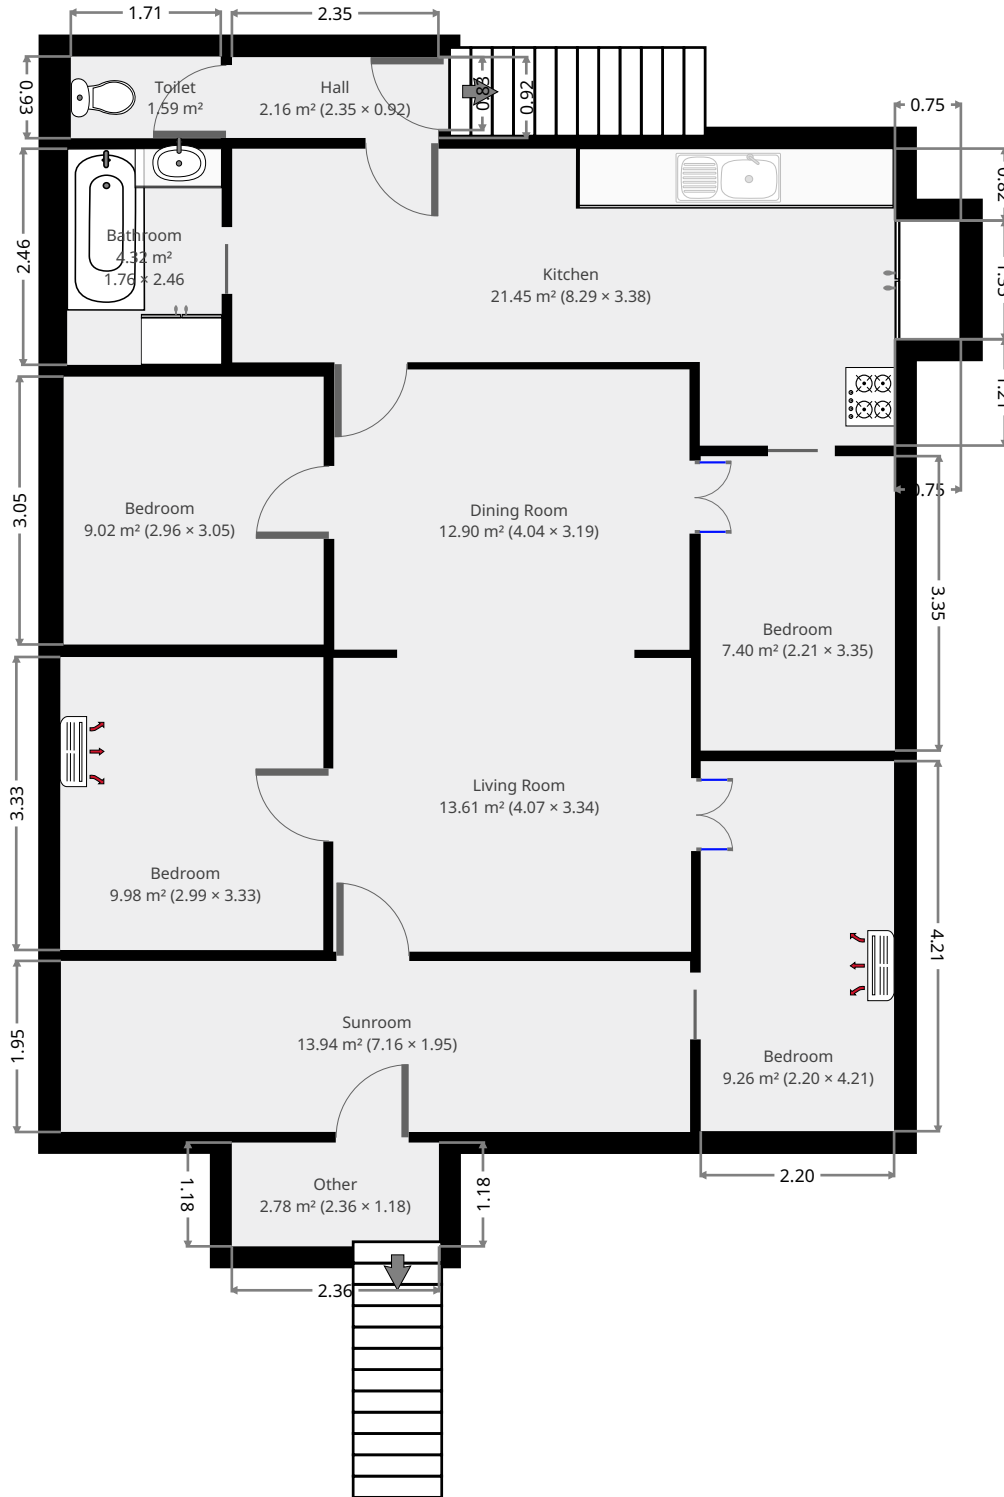 1.71
2.35
0.93
Toilet
1.59 m²
Hall
2.16 m² (2.35 × 0.92)
0.83
0.92
0.75
0.82
2.46
Bathroom
4.32 m²
1.76 × 2.46
Kitchen
21.45 m² (8.29 × 3.38)
1.35
1.21
0.75
3.05
Bedroom
9.02 m² (2.96 × 3.05)
Dining Room
12.90 m² (4.04 × 3.19)
3.35
Bedroom
7.40 m² (2.21 × 3.35)
3.33
Living Room
13.61 m² (4.07 × 3.34)
Bedroom
9.98 m² (2.99 × 3.33)
4.21
1.95
Sunroom
13.94 m² (7.16 × 1.95)
Bedroom
9.26 m² (2.20 × 4.21)
1.18
Other
2.78 m² (2.36 × 1.18)
1.18
2.20
2.36